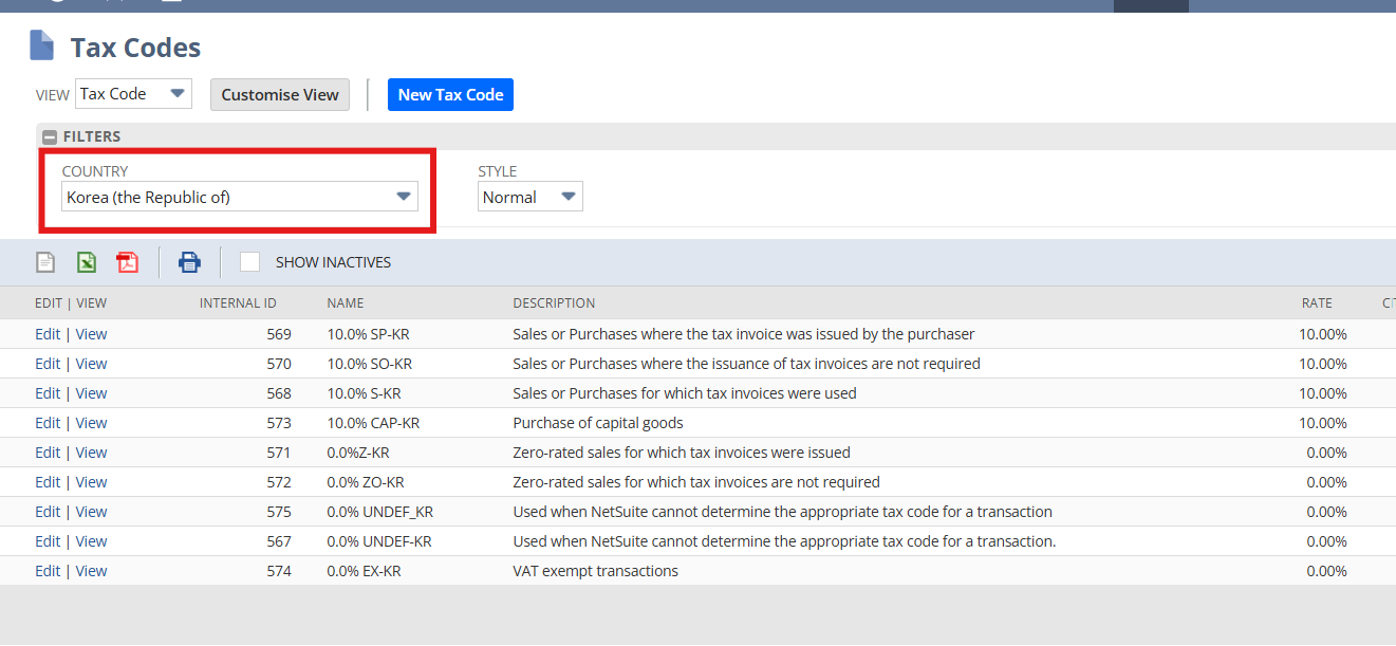 Tax Codes
VIEW Tax Code Customise View New Tax Code
FILTERS
COUNTRY STYLE
Korea (the Republic of) Normal
SHOW INACTIVES
EDIT | VIEW INTERNAL ID NAME DESCRIPTION RATE
Edit | View 569 10.0% SP-KR Sales or Purchases where the tax invoice was issued by the purchaser 10.00%
Edit | View 570 10.0% SO-KR Sales or Purchases where the issuance of tax invoices are not required 10.00%
Edit | View 568 10.0% S-KR Sales or Purchases for which tax invoices were used 10.00%
Edit | View 573 10.0% CAP-KR Purchase of capital goods 10.00%
Edit | View 571 0.0%Z-KR Zero-rated sales for which tax invoices were issued 0.00%
Edit | View 572 0.0% ZO-KR Zero-rated sales for which tax invoices are not required 0.00%
Edit | View 575 0.0% UNDEF_KR Used when NetSuite cannot determine the appropriate tax code for a transaction 0.00%
Edit | View 567 0.0% UNDEF-KR Used when NetSuite cannot determine the appropriate tax code for a transaction. 0.00%
Edit | View 574 0.0% EX-KR VAT exempt transactions 0.00%